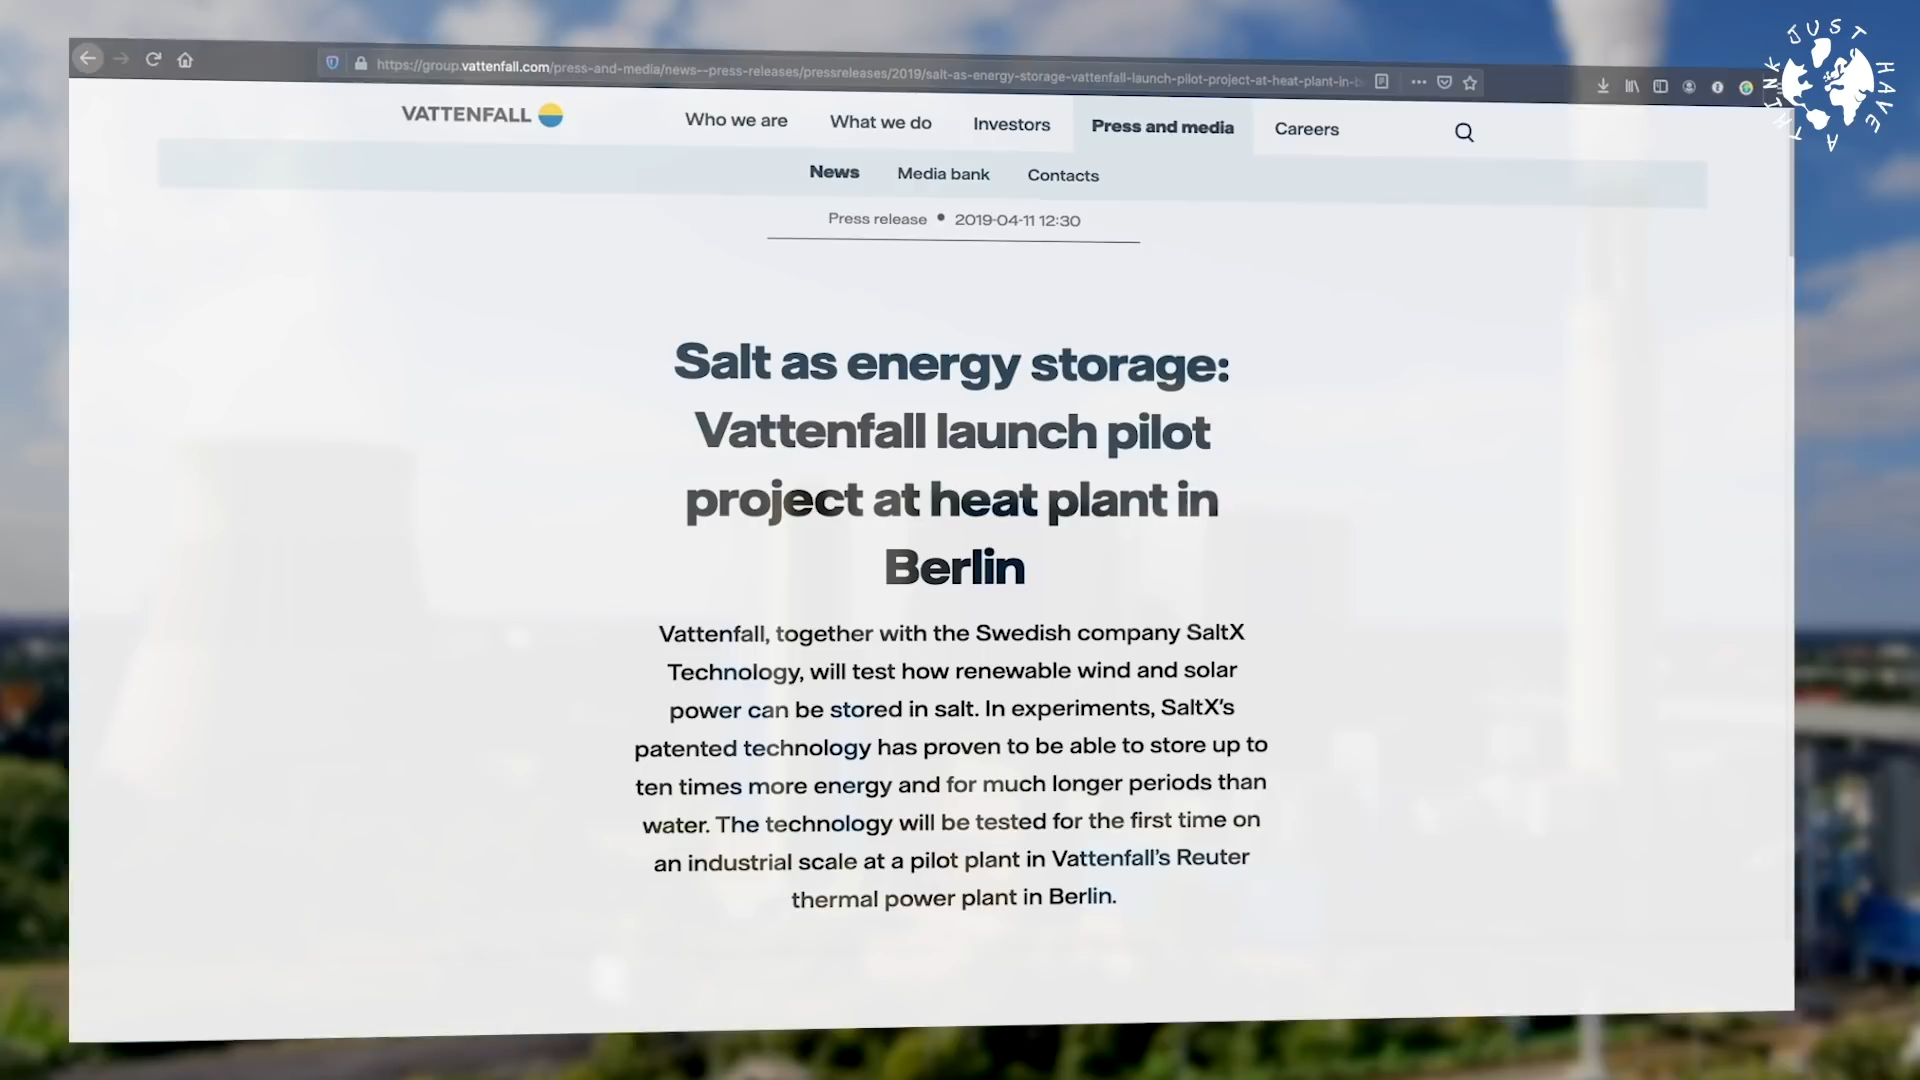 JUST HAVE A THINK
https://group.vattenfall.com/press-and-media/news--press-releases/pressreleases/2019/salt-as-energy-storage-vattenfall-launch-pilot-project-at-heat-plant-in-b
VATTENFALL
Who we are What we do Investors Press and media Careers
News Media bank Contacts
Press release • 2019-04-11 12:30
Salt as energy storage:
Vattenfall launch pilot
project at heat plant in
Berlin
Vattenfall, together with the Swedish company SaltX
Technology, will test how renewable wind and solar
power can be stored in salt. In experiments, SaltX's
patented technology has proven to be able to store up to
ten times more energy and for much longer periods than
water. The technology will be tested for the first time on
an industrial scale at a pilot plant in Vattenfall's Reuter
thermal power plant in Berlin.